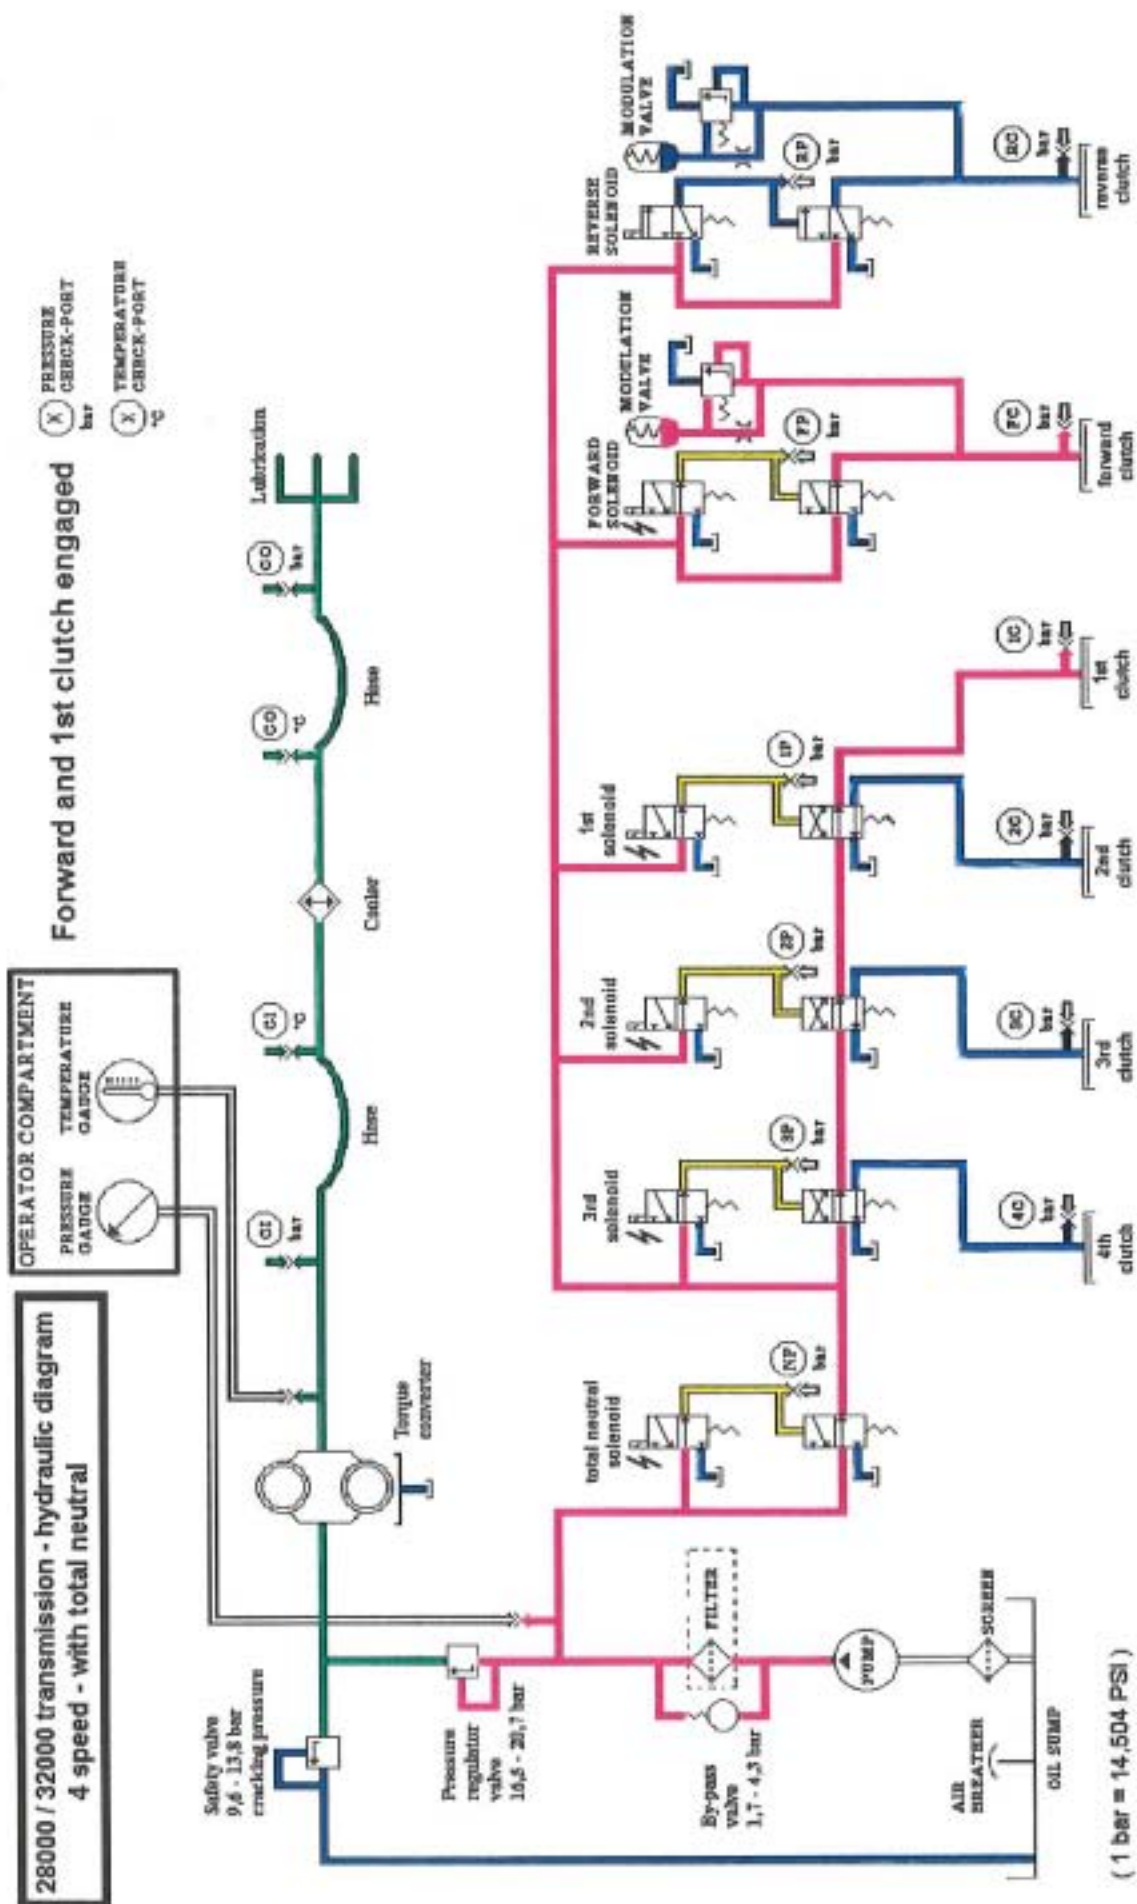 28000 / 32000 transmission - hydraulic diagram
4 speed - with total neutral
OPERATOR COMPARTMENT
PRESSURE
GAUGE
TEMPERATURE
GAUGE
Forward and 1st clutch engaged
X
PRESSURE
CHECK-PORT
bar
X
TEMPERATURE
CHECK-PORT
°C
Safety valve
9,6 - 13,8 bar
cracking pressure
Torque
converter
CI
bar
Hose
CI
°C
Cooler
CO
°C
Hose
CO
bar
Lubrication
Pressure
regulator
valve
16,5 - 20,7 bar
By-pass
valve
1,7 - 4,3 bar
FILTER
PUMP
SCREEN
AIR
BREATHER
OIL SUMP
total neutral
solenoid
NP
bar
3rd
solenoid
3P
bar
2nd
solenoid
2P
bar
1st
solenoid
1P
bar
FORWARD
SOLENOID
MODULATION
VALVE
FP
bar
REVERSE
SOLENOID
MODULATION
VALVE
RP
bar
4C
bar
4th
clutch
3C
bar
3rd
clutch
2C
bar
2nd
clutch
1C
bar
1st
clutch
FC
bar
forward
clutch
RC
bar
reverse
clutch
( 1 bar = 14,504 PSI )